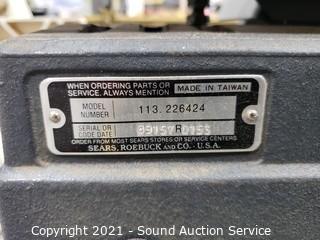 WHEN ORDERING PARTS OR
SERVICE, ALWAYS MENTION
MADE IN TAIWAN
MODEL
NUMBER
113.226424
SERIAL OR
CODE DATE
R
ORDER FROM MOST SEARS STORES OR SERVICE CENTERS
SEARS, ROEBUCK AND CO. - U.S.A.
Copyright 2021 - Sound Auction Service